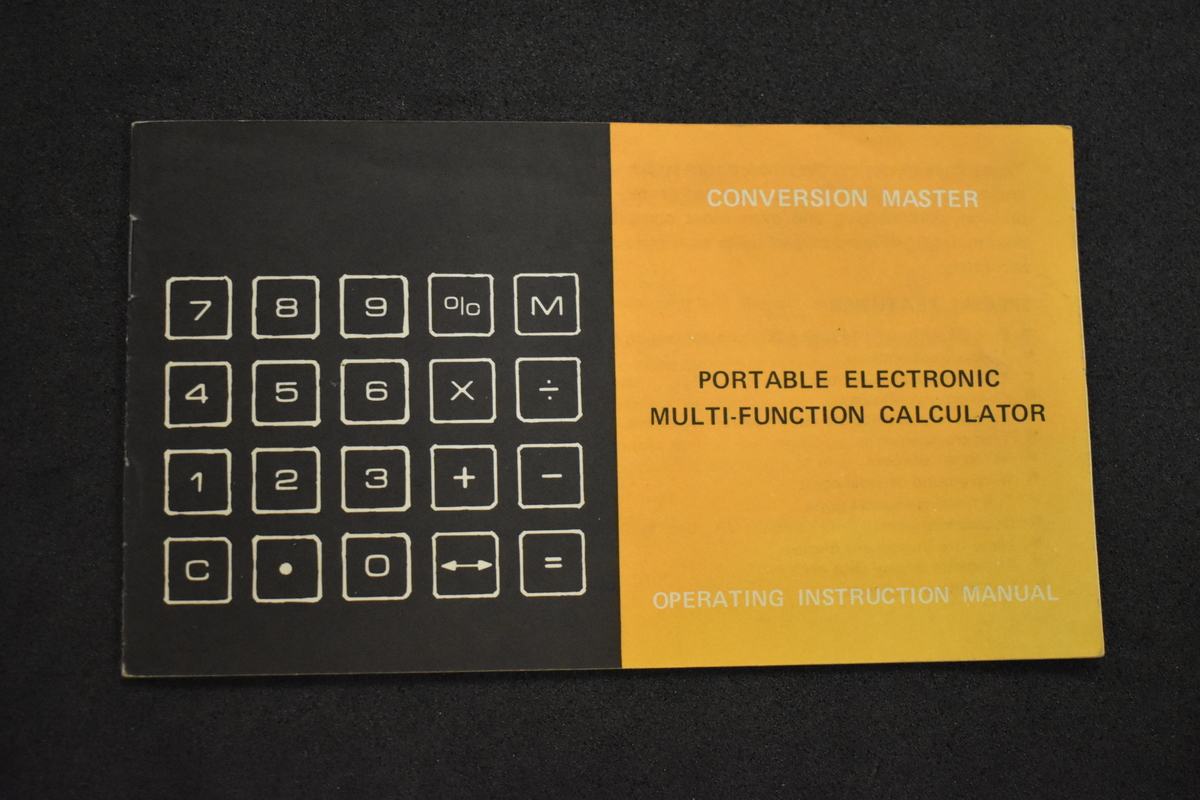 7 8 9 % M
4 5 6 X ÷
1 2 3 + −
C • 0 ↔ =
CONVERSION MASTER
PORTABLE ELECTRONIC
MULTI-FUNCTION CALCULATOR
OPERATING INSTRUCTION MANUAL